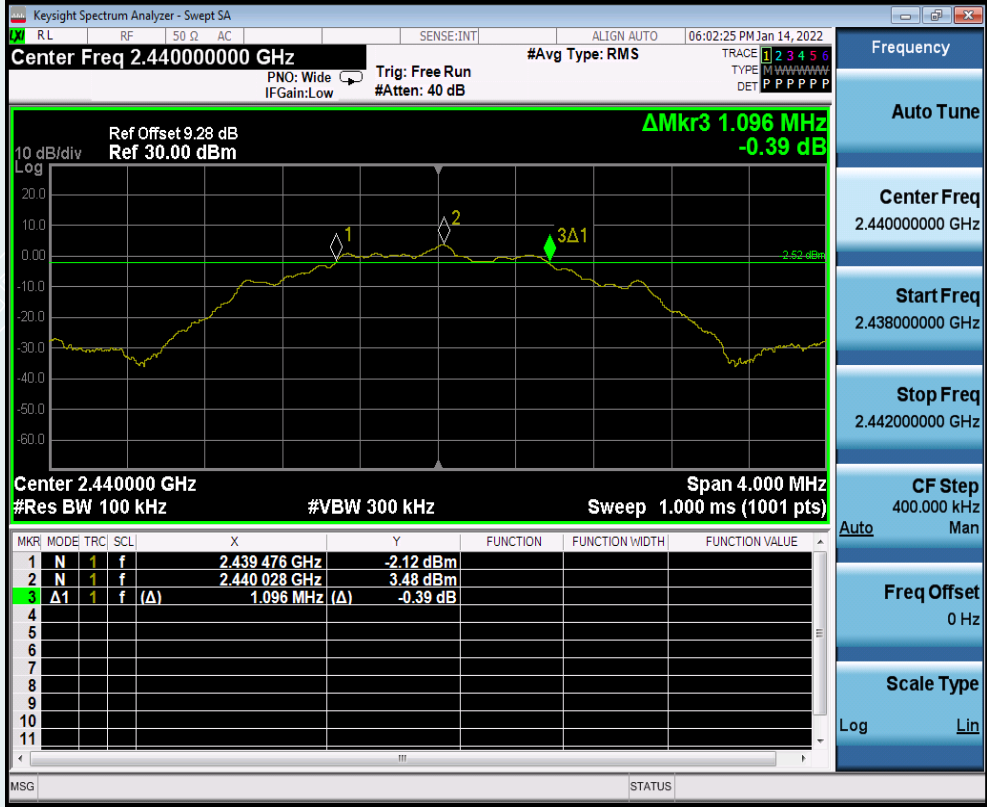 Keysight Spectrum Analyzer - Swept SA
LXI RL RF 50 Ω AC SENSE:INT ALIGN AUTO 06:02:25 PM Jan 14, 2022
Center Freq 2.440000000 GHz #Avg Type: RMS TRACE 1 2 3 4 5 6
PNO: Wide Trig: Free Run TYPE M W W W W W
IFGain:Low #Atten: 40 dB DET P P P P P P
ΔMkr3 1.096 MHz
-0.39 dB
Ref Offset 9.28 dB
10 dB/div Ref 30.00 dBm
Log
20.0
10.0
0.00
-10.0
-20.0
-30.0
-40.0
-50.0
-60.0
1
2
3Δ1
-2.52 dBm
Center 2.440000 GHz Span 4.000 MHz
#Res BW 100 kHz #VBW 300 kHz Sweep 1.000 ms (1001 pts)
MKR MODE TRC SCL X Y FUNCTION FUNCTION WIDTH FUNCTION VALUE
1 N 1 f 2.439 476 GHz -2.12 dBm
2 N 1 f 2.440 028 GHz 3.48 dBm
3 Δ1 1 f (Δ) 1.096 MHz (Δ) -0.39 dB
4
5
6
7
8
9
10
11
MSG STATUS
Frequency
Auto Tune
Center Freq
2.440000000 GHz
Start Freq
2.438000000 GHz
Stop Freq
2.442000000 GHz
CF Step
400.000 kHz
Auto Man
Freq Offset
0 Hz
Scale Type
Log Lin